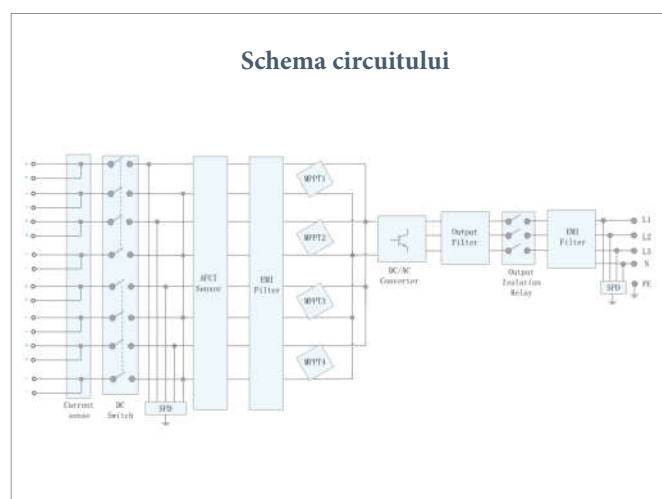 Schema circuitului
MPPT1
MPPT2
MPPT3
MPPT4
AFCI
Sensor
EMI
Filter
DC/AC
Converter
Output
Filter
Output
Isolation
Relay
EMI
Filter
L1
L2
L3
N
PE
SPD
Current
sense
DC
Switch
SPD